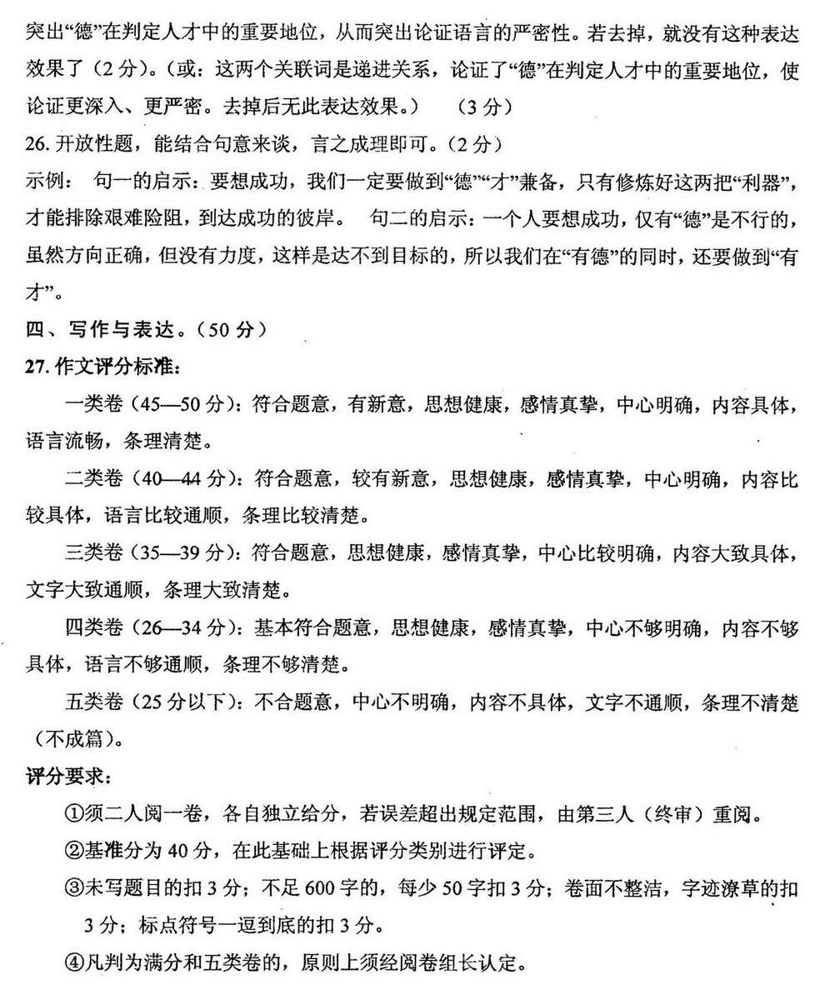 突出“德”在判定人才中的重要地位，从而突出论证语言的严密性。若去掉，就没有这种表达
效果了（2 分）。（或：这两个关联词是递进关系，论证了“德”在判定人才中的重要地位，使
论证更深入、更严密。去掉后无此表达效果。） （3 分）
26. 开放性题，能结合句意来谈，言之成理即可。（2 分）
示例： 句一的启示：要想成功，我们一定要做到“德”“才”兼备，只有修炼好这两把“利器”，
才能排除艰难险阻，到达成功的彼岸。 句二的启示：一个人要想成功，仅有“德”是不行的，
虽然方向正确，但没有力度，这样是达不到目标的，所以我们在“有德”的同时，还要做到“有
才”。
四、写作与表达。（50 分）
27. 作文评分标准：
一类卷（45—50 分）：符合题意，有新意，思想健康，感情真挚，中心明确，内容具体，
语言流畅，条理清楚。
二类卷（40—44 分）：符合题意，较有新意，思想健康，感情真挚，中心明确，内容比
较具体，语言比较通顺，条理比较清楚。
三类卷（35—39 分）：符合题意，思想健康，感情真挚，中心比较明确，内容大致具体，
文字大致通顺，条理大致清楚。
四类卷（26—34 分）：基本符合题意，思想健康，感情真挚，中心不够明确，内容不够
具体，语言不够通顺，条理不够清楚。
五类卷（25 分以下）：不合题意，中心不明确，内容不具体，文字不通顺，条理不清楚
（不成篇）。
评分要求：
①须二人阅一卷，各自独立给分，若误差超出规定范围，由第三人（终审）重阅。
②基准分为 40 分，在此基础上根据评分类别进行评定。
③未写题目的扣 3 分；不足 600 字的，每少 50 字扣 3 分；卷面不整洁，字迹潦草的扣
3 分；标点符号一逗到底的扣 3 分。
④凡判为满分和五类卷的，原则上须经阅卷组长认定。